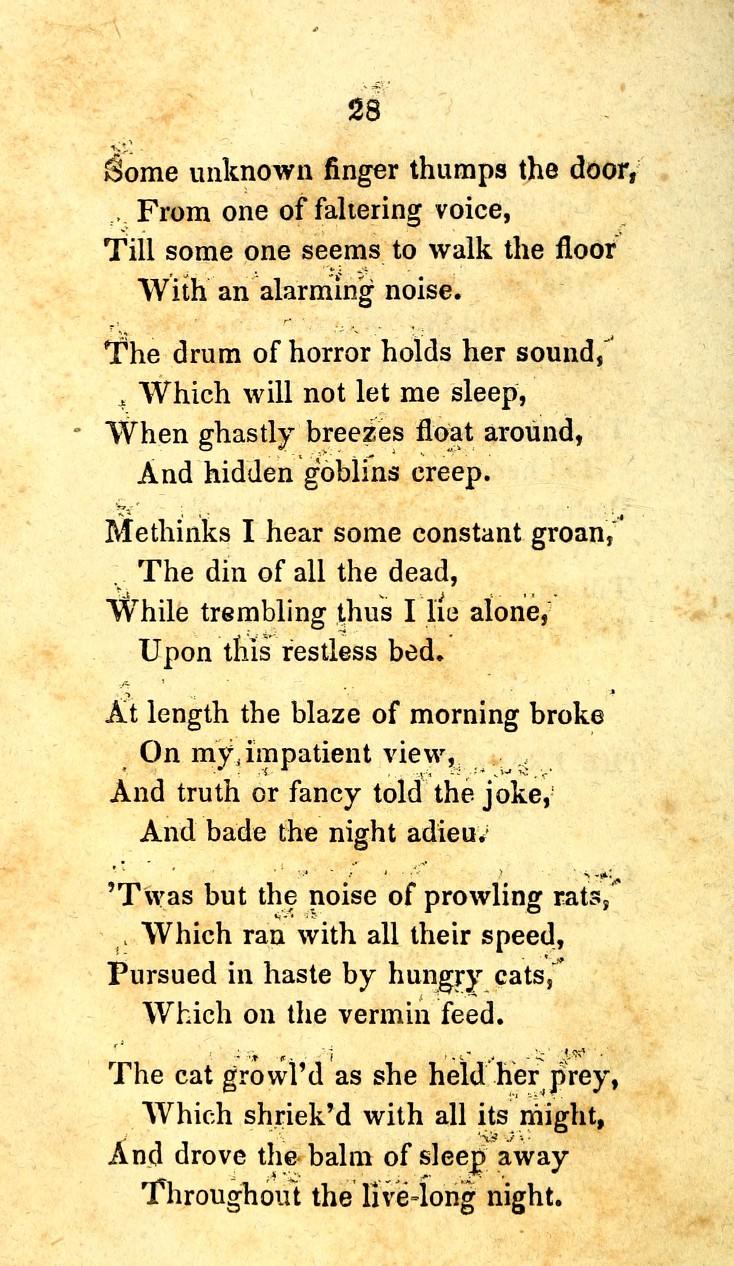 28
Some unknown finger thumps the door,
From one of faltering voice,
Till some one seems to walk the floor
With an alarming noise.
The drum of horror holds her sound,
Which will not let me sleep,
When ghastly breezes float around,
And hidden goblins creep.
Methinks I hear some constant groan,
The din of all the dead,
While trembling thus I lie alone,
Upon this restless bed.
At length the blaze of morning broke
On my impatient view,
And truth or fancy told the joke,
And bade the night adieu.
’Twas but the noise of prowling rats,
Which ran with all their speed,
Pursued in haste by hungry cats,
Which on the vermin feed.
The cat growl’d as she held her prey,
Which shriek’d with all its might,
And drove the balm of sleep away
Throughout the live-long night.